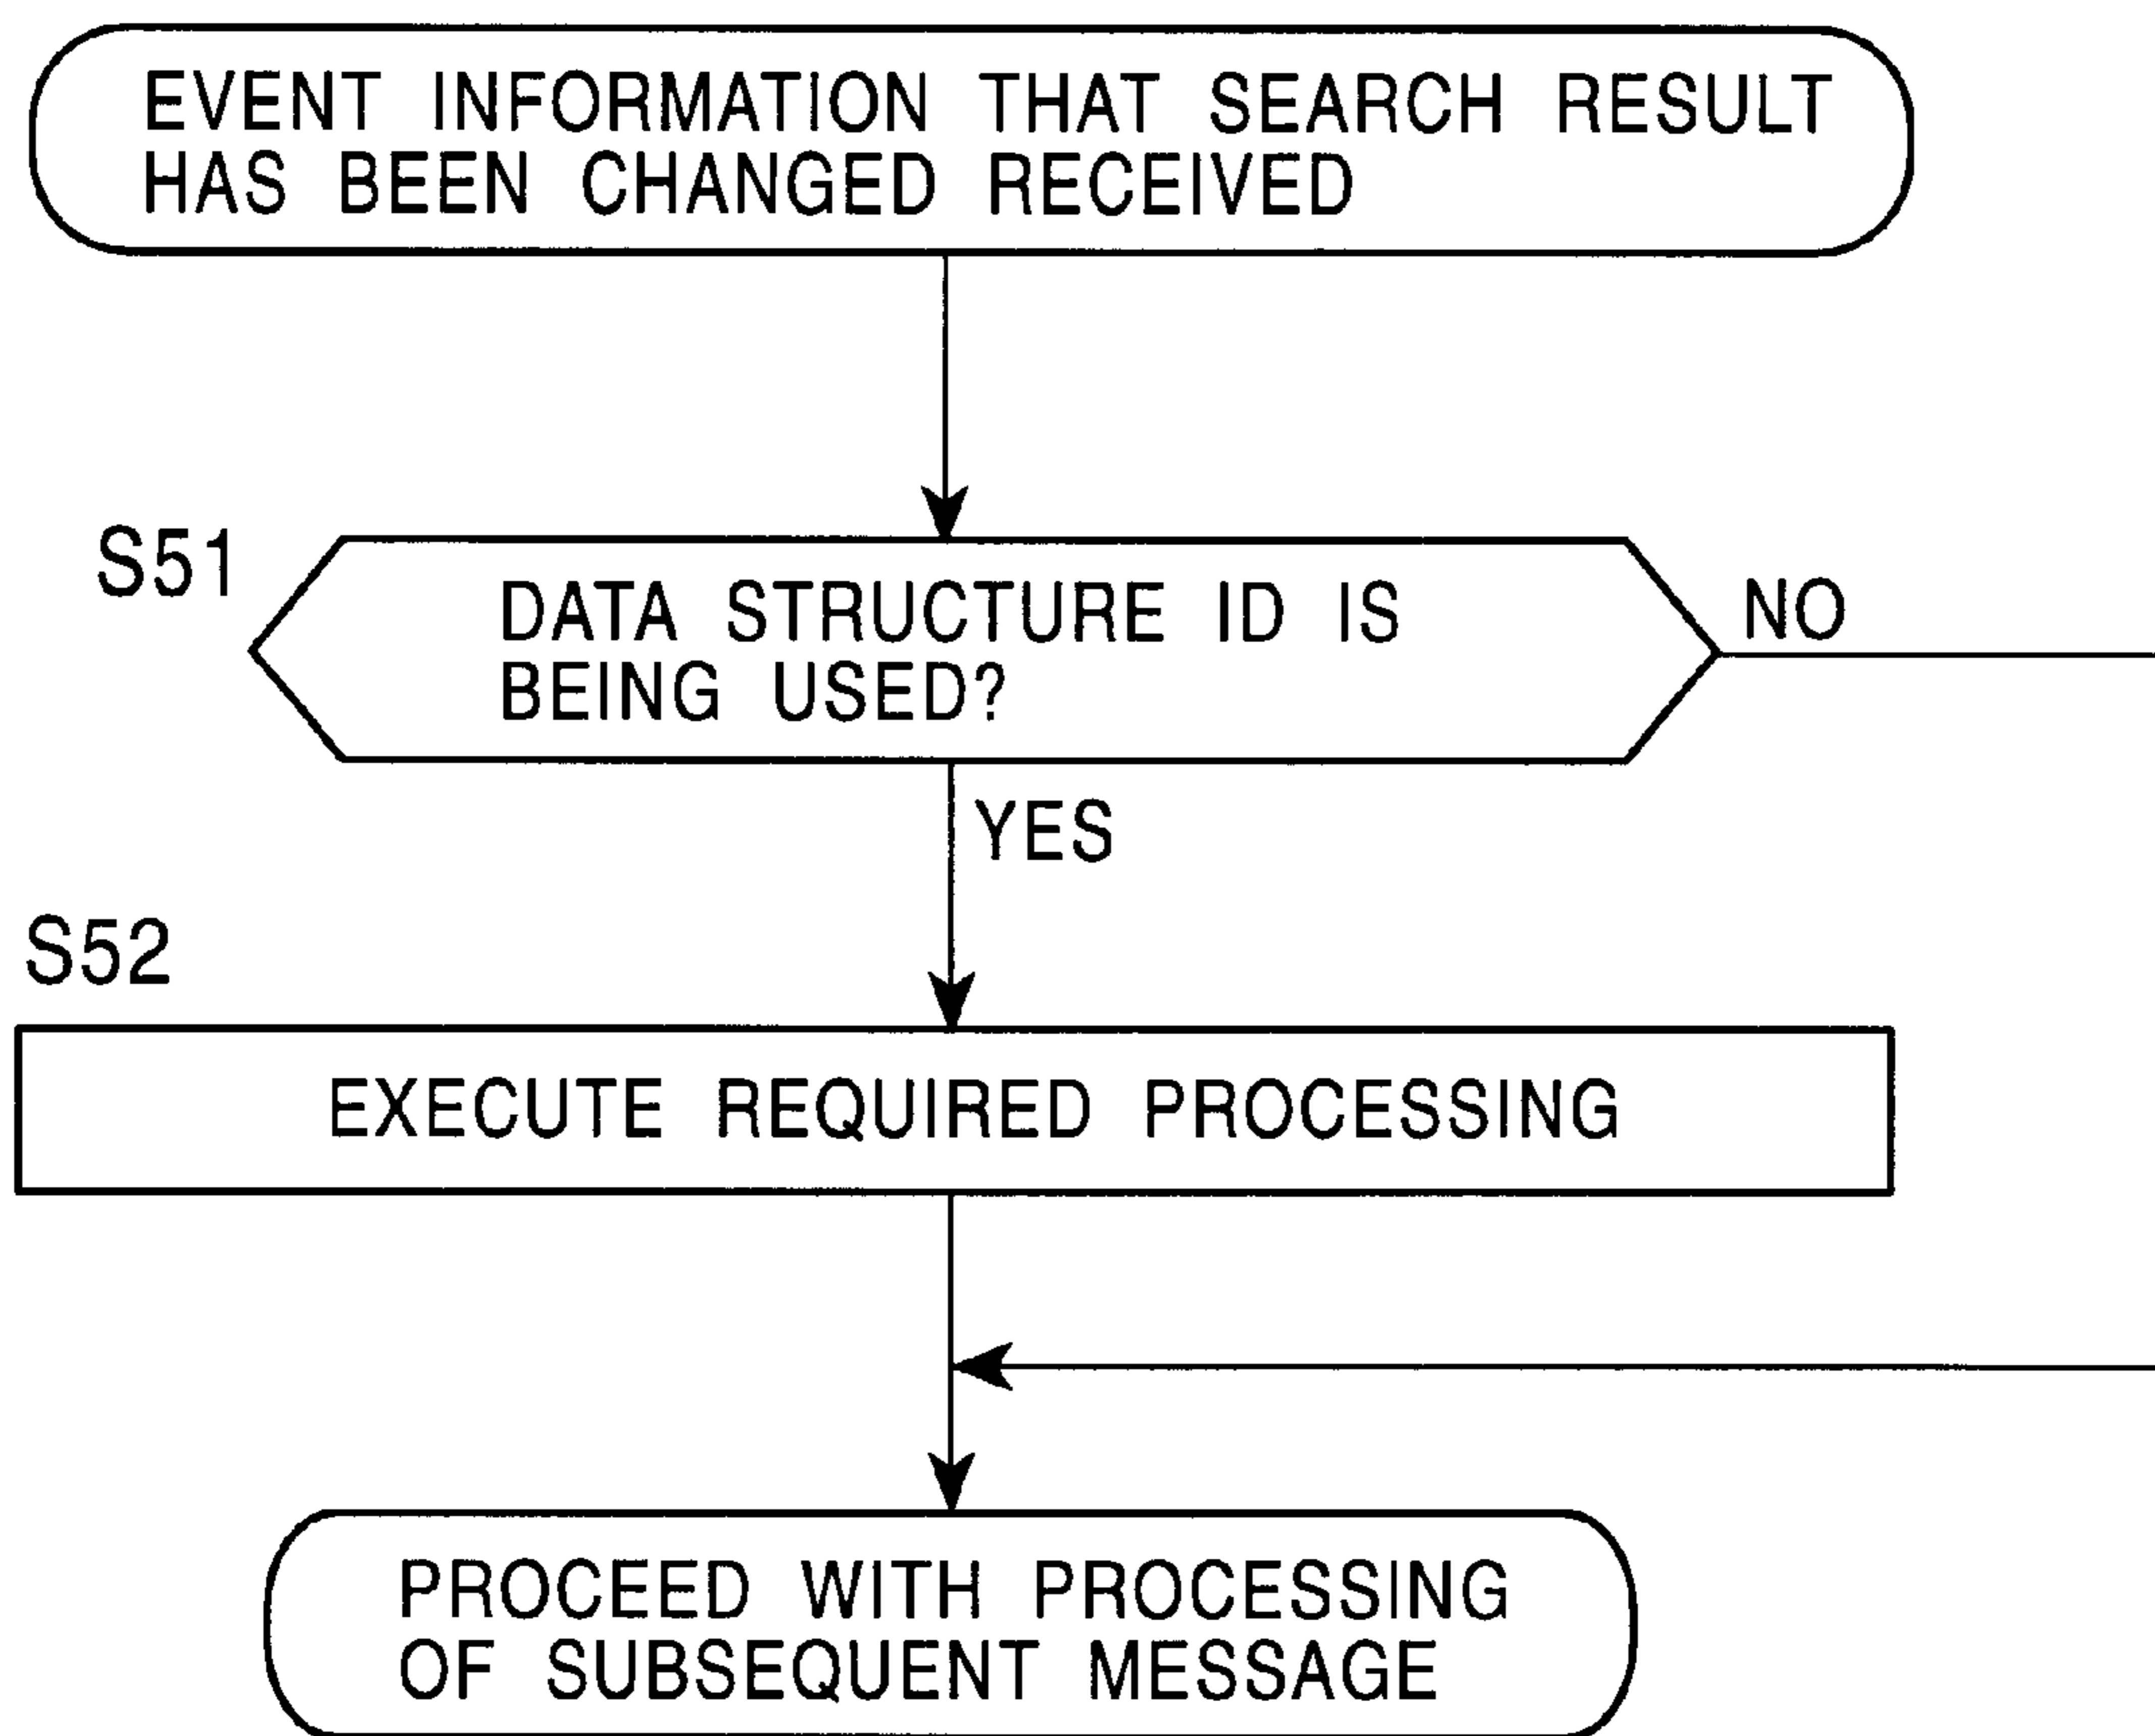 EVENT INFORMATION THAT SEARCH RESULT
HAS BEEN CHANGED RECEIVED
S51
DATA STRUCTURE ID IS
BEING USED?
NO
YES
S52
EXECUTE REQUIRED PROCESSING
PROCEED WITH PROCESSING
OF SUBSEQUENT MESSAGE